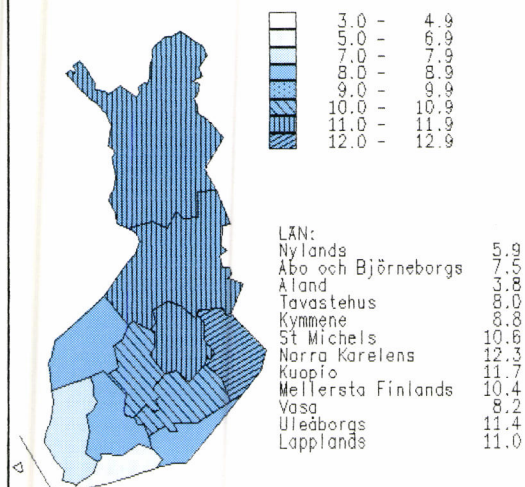 3.0 - 4.9
5.0 - 6.9
7.0 - 7.9
8.0 - 8.9
9.0 - 9.9
10.0 - 10.9
11.0 - 11.9
12.0 - 12.9
LÄN:
Nylands 5.9
Åbo och Björneborgs 7.5
Åland 3.8
Tavastehus 8.0
Kymmene 8.8
St Michels 10.6
Norra Karelens 12.3
Kuopio 11.7
Mellersta Finlands 10.4
Vasa 8.2
Uleåborgs 11.4
Lapplands 11.0